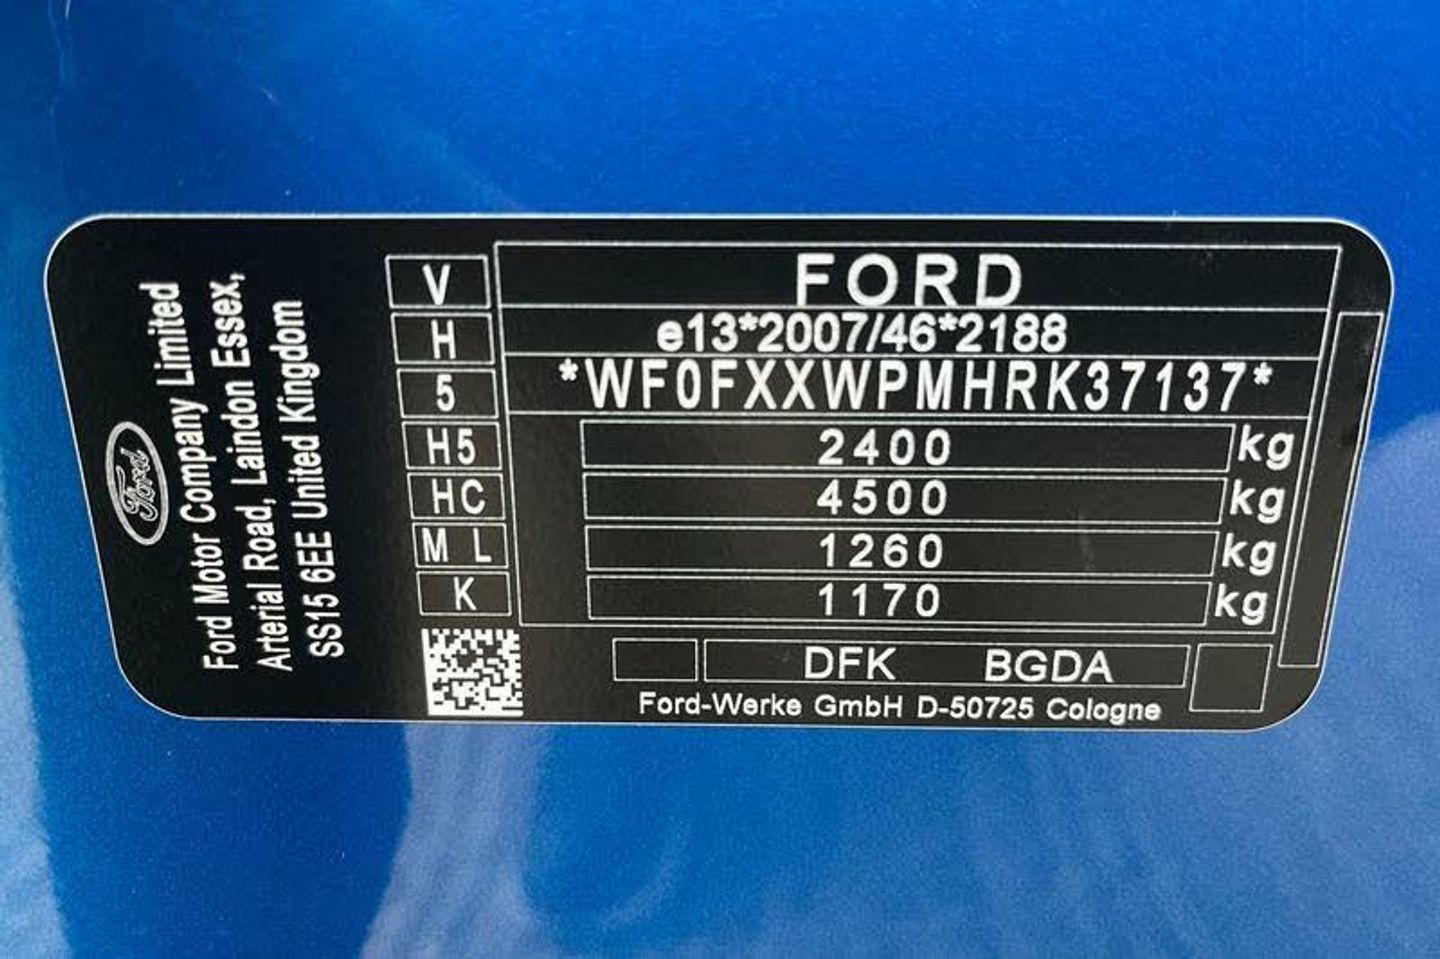 Ford
Ford Motor Company Limited
Arterial Road, Laindon Essex,
SS15 6EE United Kingdom
V FORD
H e13*2007/46*2188
5 *WF0FXXWPMHRK37137*
H5 2400 kg
HC 4500 kg
M L 1260 kg
K 1170 kg
DFK BGDA
Ford-Werke GmbH D-50725 Cologne